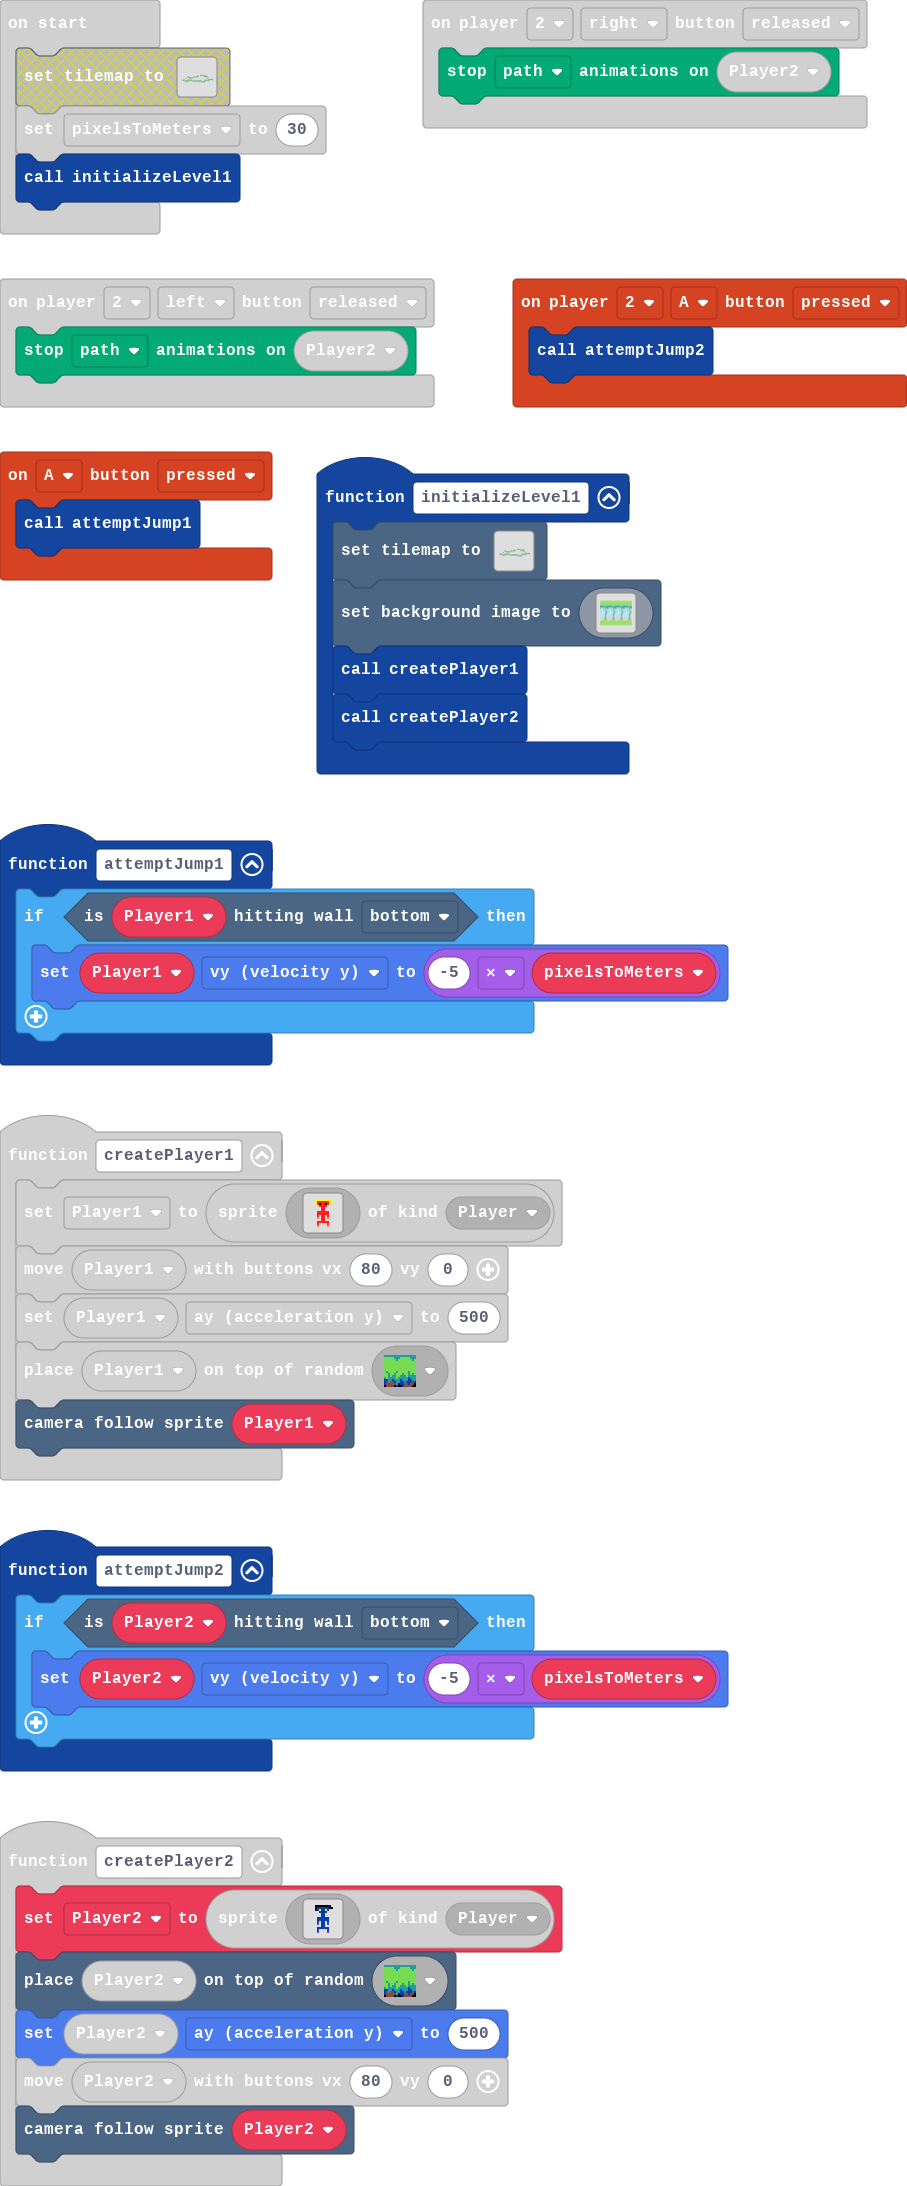 on start
set tilemap to
set pixelsToMeters to 30
call initializeLevel1
on player 2 right button released
stop path animations on Player2
on player 2 left button released
stop path animations on Player2
on player 2 A button pressed
call attemptJump2
on A button pressed
call attemptJump1
function initializeLevel1
set tilemap to
set background image to
call createPlayer1
call createPlayer2
function attemptJump1
if is Player1 hitting wall bottom then
set Player1 vy (velocity y) to -5 × pixelsToMeters
function createPlayer1
set Player1 to sprite of kind Player
move Player1 with buttons vx 80 vy 0
set Player1 ay (acceleration y) to 500
place Player1 on top of random
camera follow sprite Player1
function attemptJump2
if is Player2 hitting wall bottom then
set Player2 vy (velocity y) to -5 × pixelsToMeters
function createPlayer2
set Player2 to sprite of kind Player
place Player2 on top of random
set Player2 ay (acceleration y) to 500
move Player2 with buttons vx 80 vy 0
camera follow sprite Player2